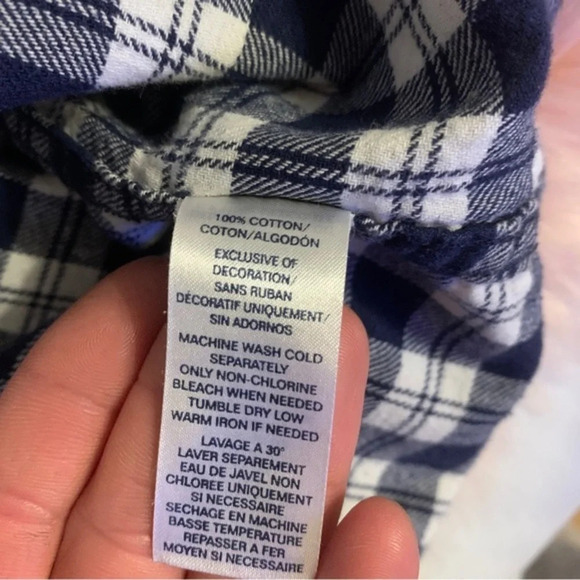 100% COTTON/
COTON/ALGODÓN
EXCLUSIVE OF
DECORATION/
SANS RUBAN
DÉCORATIF UNIQUEMENT/
SIN ADORNOS
MACHINE WASH COLD
SEPARATELY
ONLY NON-CHLORINE
BLEACH WHEN NEEDED
TUMBLE DRY LOW
WARM IRON IF NEEDED
LAVAGE A 30°
LAVER SEPAREMENT
EAU DE JAVEL NON
CHLOREE UNIQUEMENT
SI NECESSAIRE
SECHAGE EN MACHINE
BASSE TEMPERATURE
REPASSER A FER
MOYEN SI NECESSAIRE